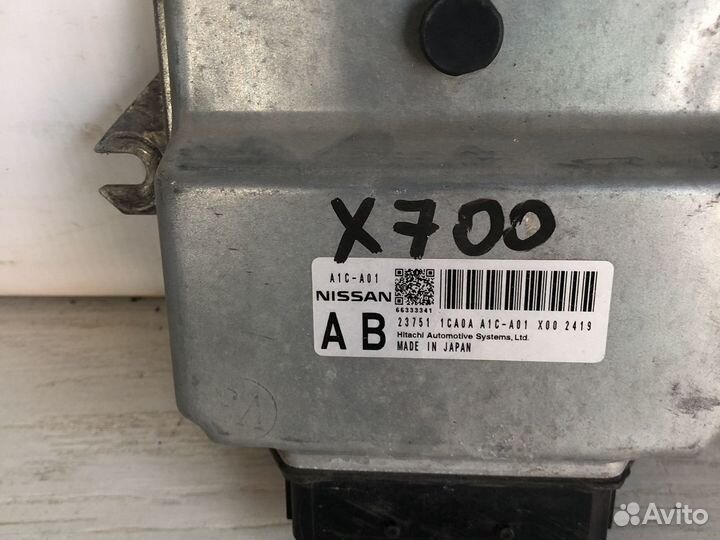 X700
A1C-A01
NISSAN
66333341
A B
23751 1CA0A A1C-A01 X00 2419
Hitachi Automotive Systems, Ltd.
MADE IN JAPAN
Avito